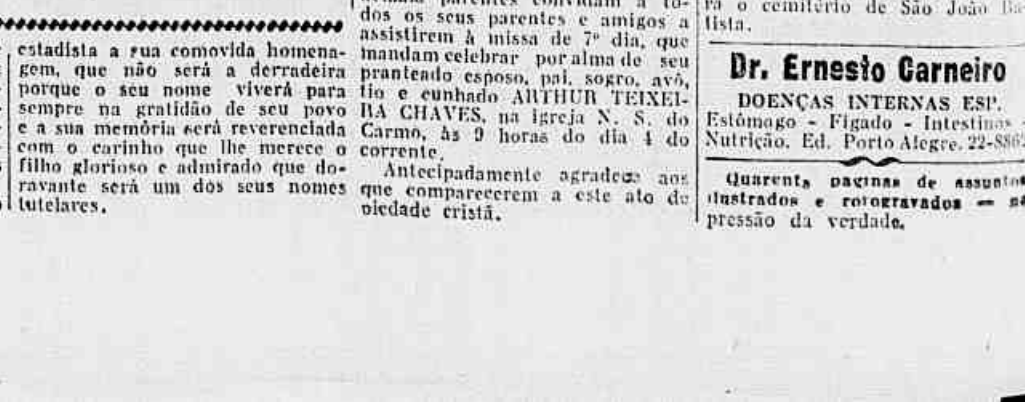 estadista a sua comovida homena-
gem, que não será a derradeira
porque o seu nome viverá para
sempre na gratidão de seu povo
e a sua memória será reverenciada
com o carinho que lhe merece o
filho glorioso e admirado que do-
ravante será um dos seus nomes
tutelares.
parentes convidam a to-
dos os seus parentes e amigos a
assistirem à missa de 7º dia, que
mandam celebrar por alma de seu
pranteado esposo, pai, sogro, avô,
tio e cunhado ARTHUR TEIXEI-
RA CHAVES, na igreja N. S. do
Carmo, às 9 horas do dia 4 do
corrente.
Antecipadamente agradece aos
que comparecerem a este ato de
piedade cristã.
ra o cemitério de São João Ba-
tista.
Dr. Ernesto Carneiro
DOENÇAS INTERNAS ESP.
Estômago - Fígado - Intestinos -
Nutrição. Ed. Porto Alegre. 22-886
Quarenta paginas de assuntos
ilustrados e rotogravados —
pressão da verdade.